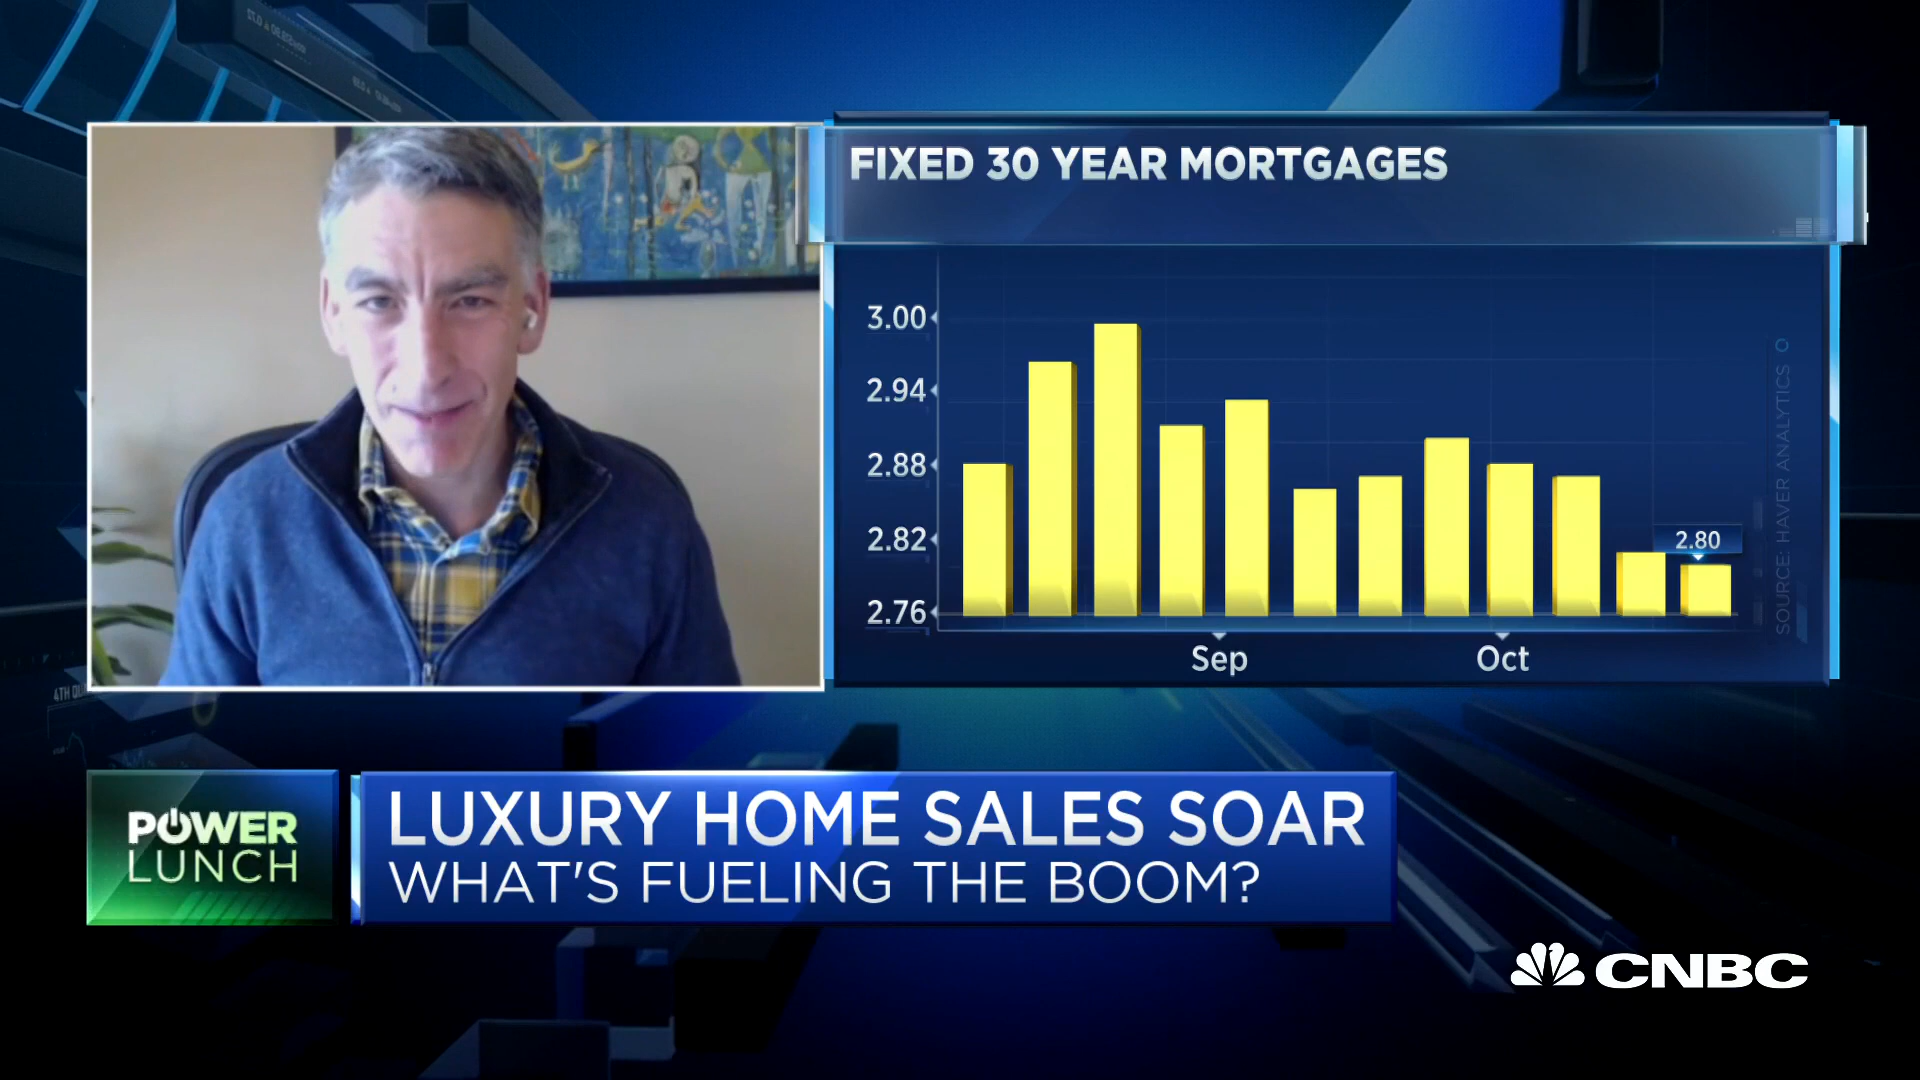 FIXED 30 YEAR MORTGAGES
3.00
2.94
2.88
2.82
2.76
2.80
Sep
Oct
SOURCE: HAVER ANALYTICS
POWER
LUNCH
LUXURY HOME SALES SOAR
WHAT'S FUELING THE BOOM?
CNBC
4TH